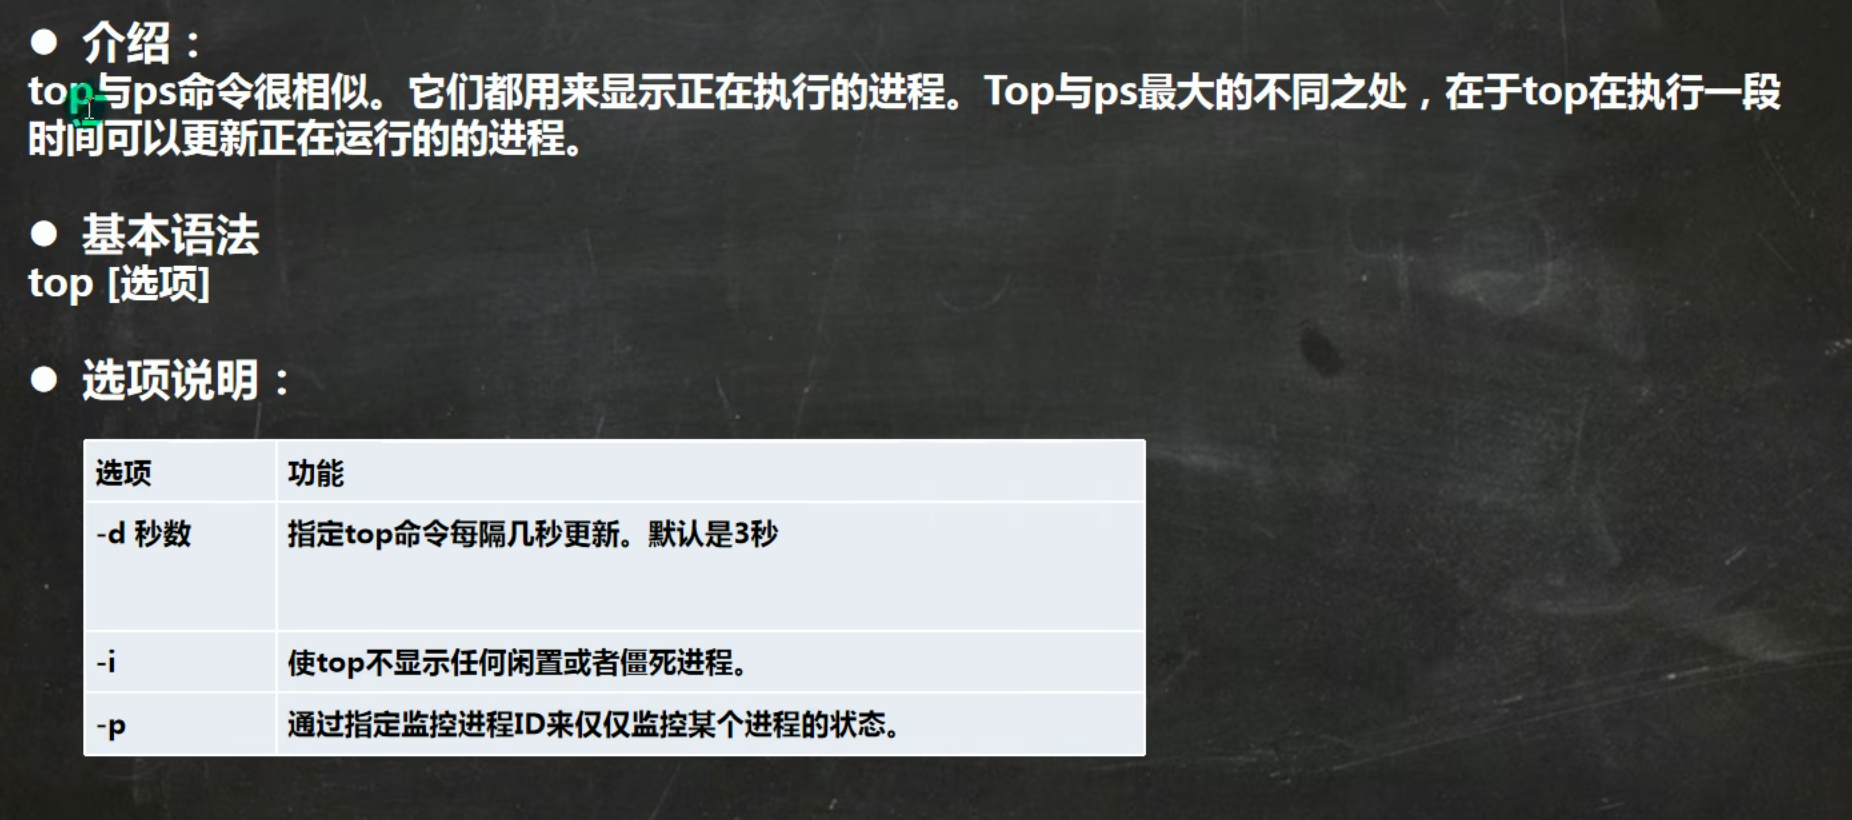 ● 介绍：
top与ps命令很相似。它们都用来显示正在执行的进程。Top与ps最大的不同之处，在于top在执行一段
时间可以更新正在运行的的进程。
● 基本语法
top [选项]
● 选项说明：
选项 功能
-d 秒数 指定top命令每隔几秒更新。默认是3秒
-i 使top不显示任何闲置或者僵死进程。
-p 通过指定监控进程ID来仅仅监控某个进程的状态。